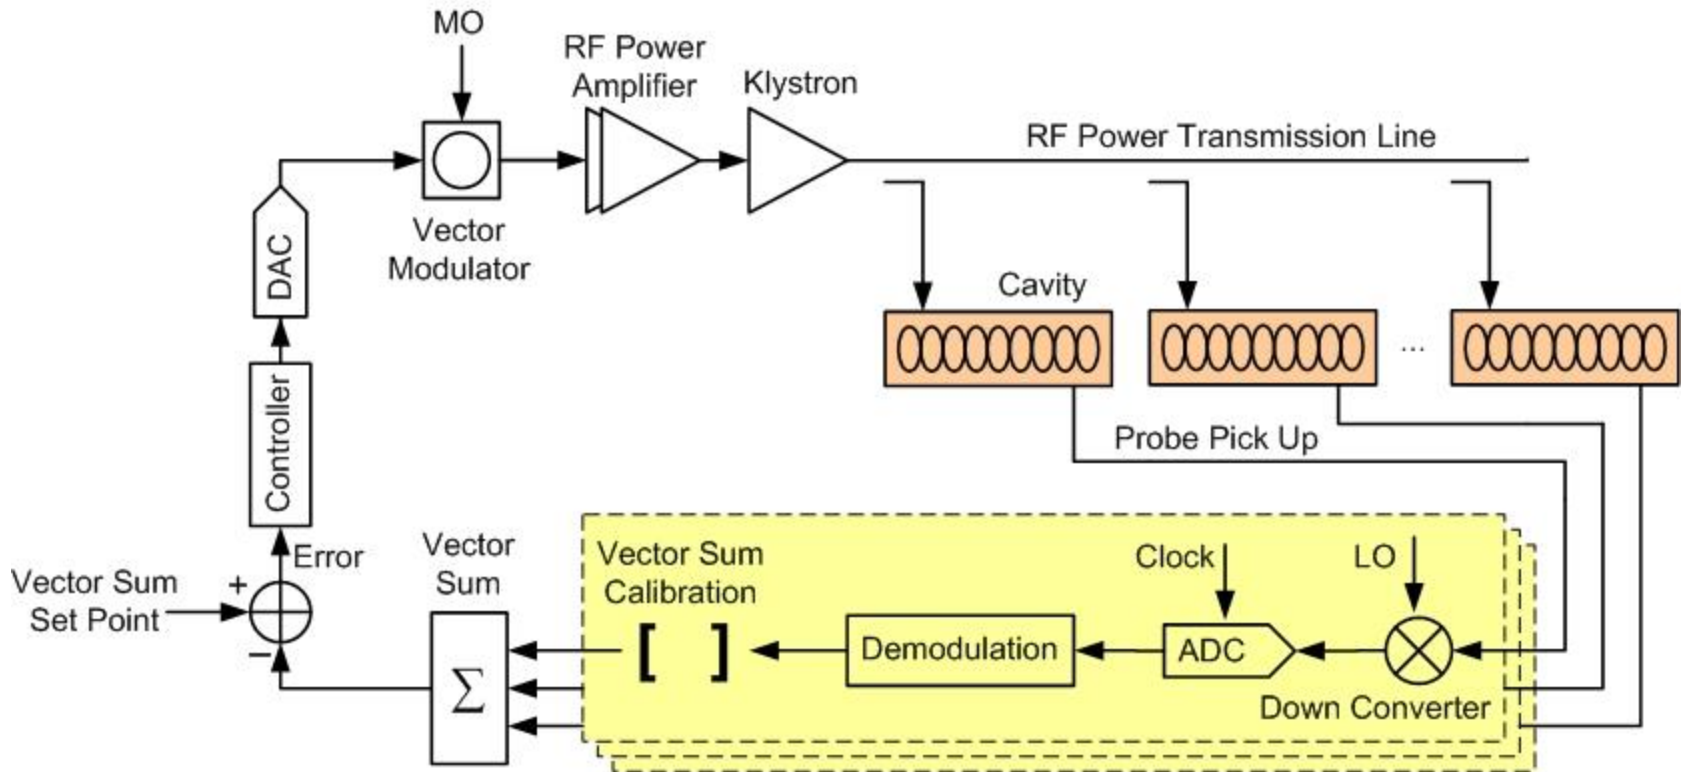 MO
RF Power
Amplifier
Klystron
RF Power Transmission Line
Vector
Modulator
DAC
Cavity
...
Controller
Probe Pick Up
Error
Vector
Sum
Vector Sum
Calibration
Clock
LO
Vector Sum
Set Point
+
−
Σ
[ ]
Demodulation
ADC
Down Converter